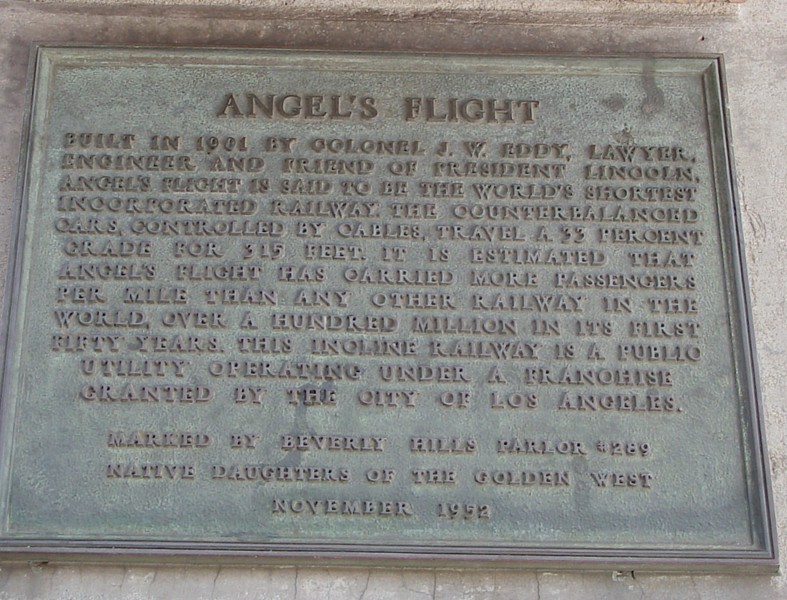 ANGEL'S FLIGHT
BUILT IN 1901 BY COLONEL J. W. EDDY, LAWYER,
ENGINEER AND FRIEND OF PRESIDENT LINCOLN,
ANGEL'S FLIGHT IS SAID TO BE THE WORLD'S SHORTEST
INCORPORATED RAILWAY. THE COUNTERBALANCED
CARS, CONTROLLED BY CABLES, TRAVEL A 33 PERCENT
GRADE FOR 315 FEET. IT IS ESTIMATED THAT
ANGEL'S FLIGHT HAS CARRIED MORE PASSENGERS
PER MILE THAN ANY OTHER RAILWAY IN THE
WORLD, OVER A HUNDRED MILLION IN ITS FIRST
FIFTY YEARS. THIS INCLINE RAILWAY IS A PUBLIC
UTILITY OPERATING UNDER A FRANCHISE
GRANTED BY THE CITY OF LOS ANGELES.
MARKED BY BEVERLY HILLS PARLOR #289
NATIVE DAUGHTERS OF THE GOLDEN WEST
NOVEMBER 1952